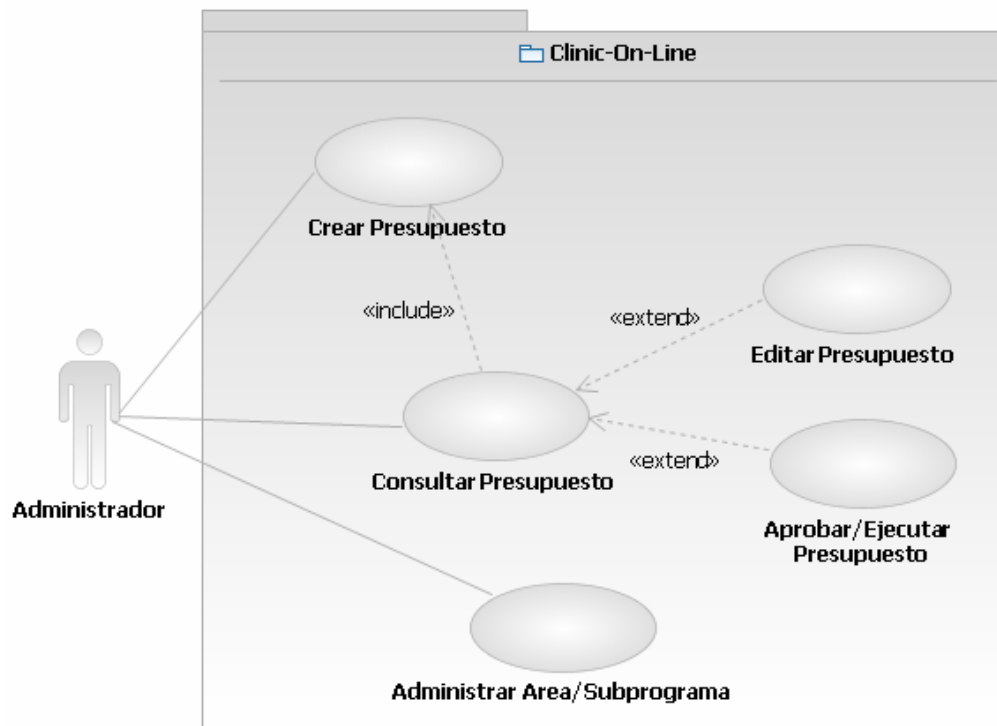 Clinic-On-Line
Crear Presupuesto
«include»
«extend»
Editar Presupuesto
Consultar Presupuesto
«extend»
Administrador
Aprobar/Ejecutar
Presupuesto
Administrar Area/Subprograma